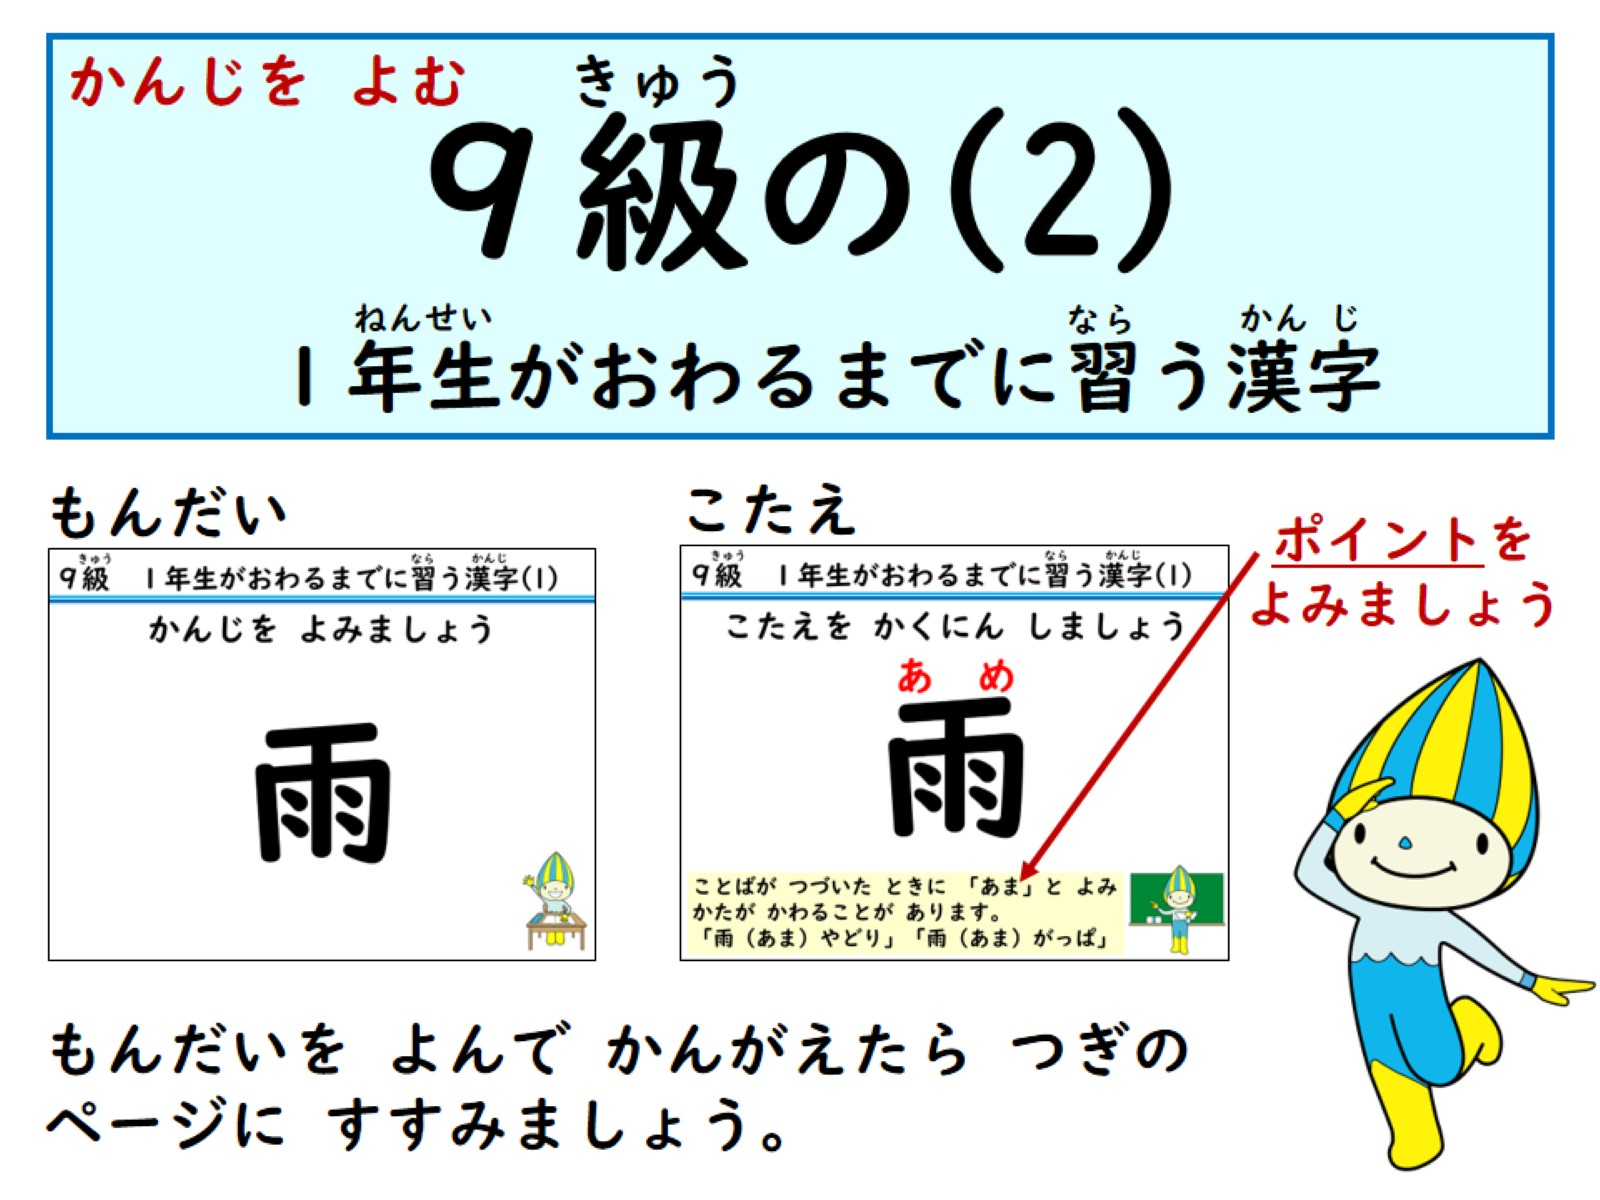 かんじを よむ
きゅう
9級の(2)
ねんせい なら かん じ
1年生がおわるまでに習う漢字
もんだい
きゅう なら かんじ
9級 1年生がおわるまでに習う漢字(1)
かんじを よみましょう
雨
こたえ
きゅう なら かんじ
9級 1年生がおわるまでに習う漢字(1)
こたえを かくにん しましょう
あ め
雨
ことばが つづいた ときに 「あま」と よみ
かたが かわることが あります。
「雨(あま)やどり」「雨(あま)がっぱ」
ポイントを
よみましょう
もんだいを よんで かんがえたら つぎの
ページに すすみましょう。